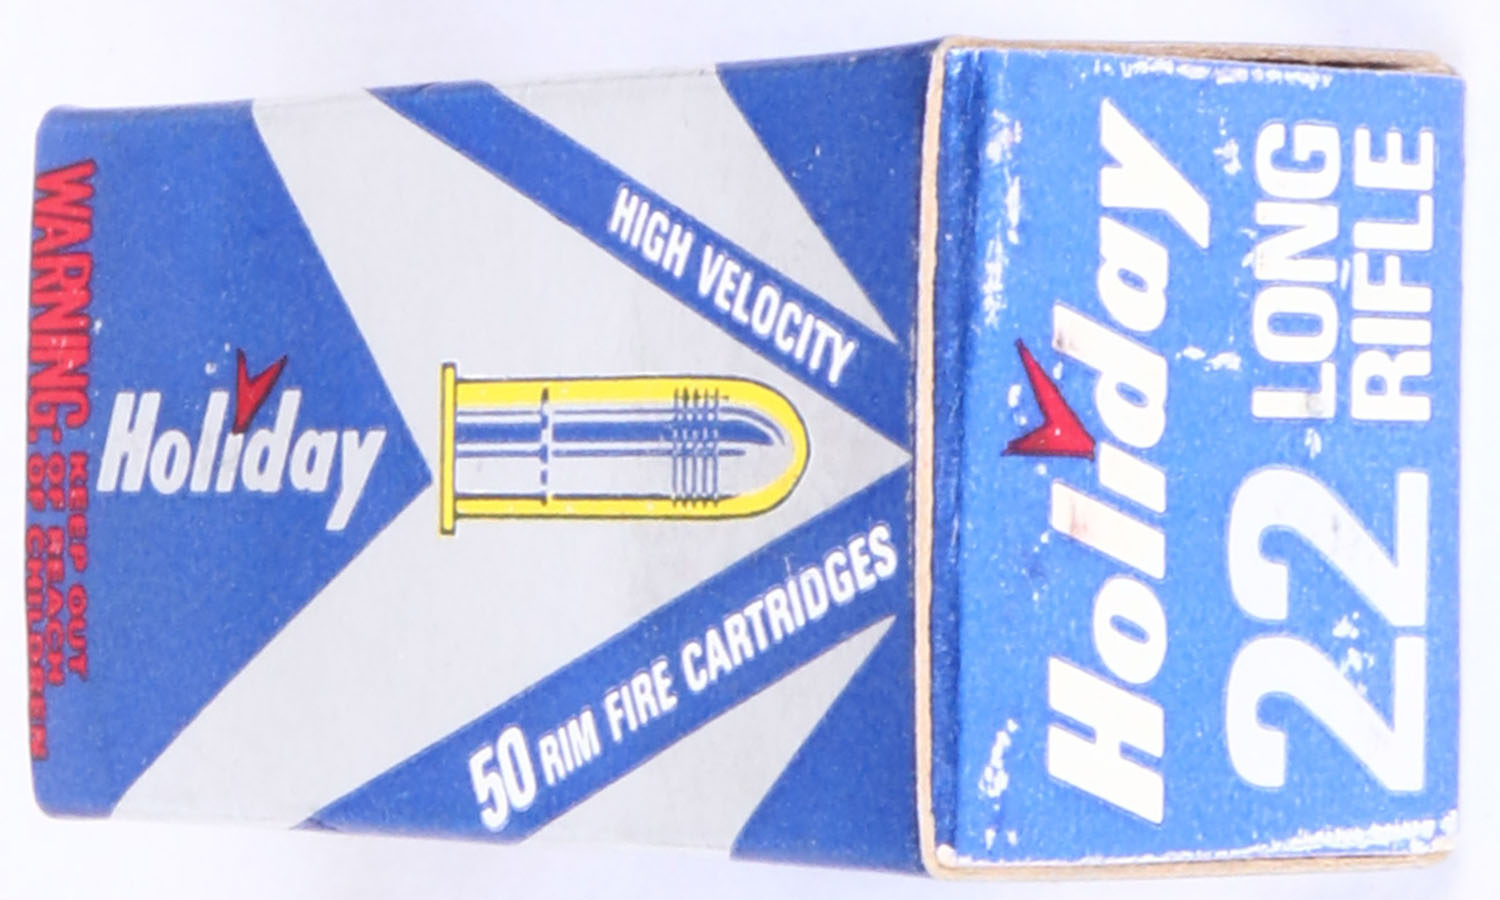 WARNING:
KEEP OUT
OF REACH
OF CHILDREN
Holiday
HIGH VELOCITY
50 RIM FIRE CARTRIDGES
Holiday
22 LONG
RIFLE